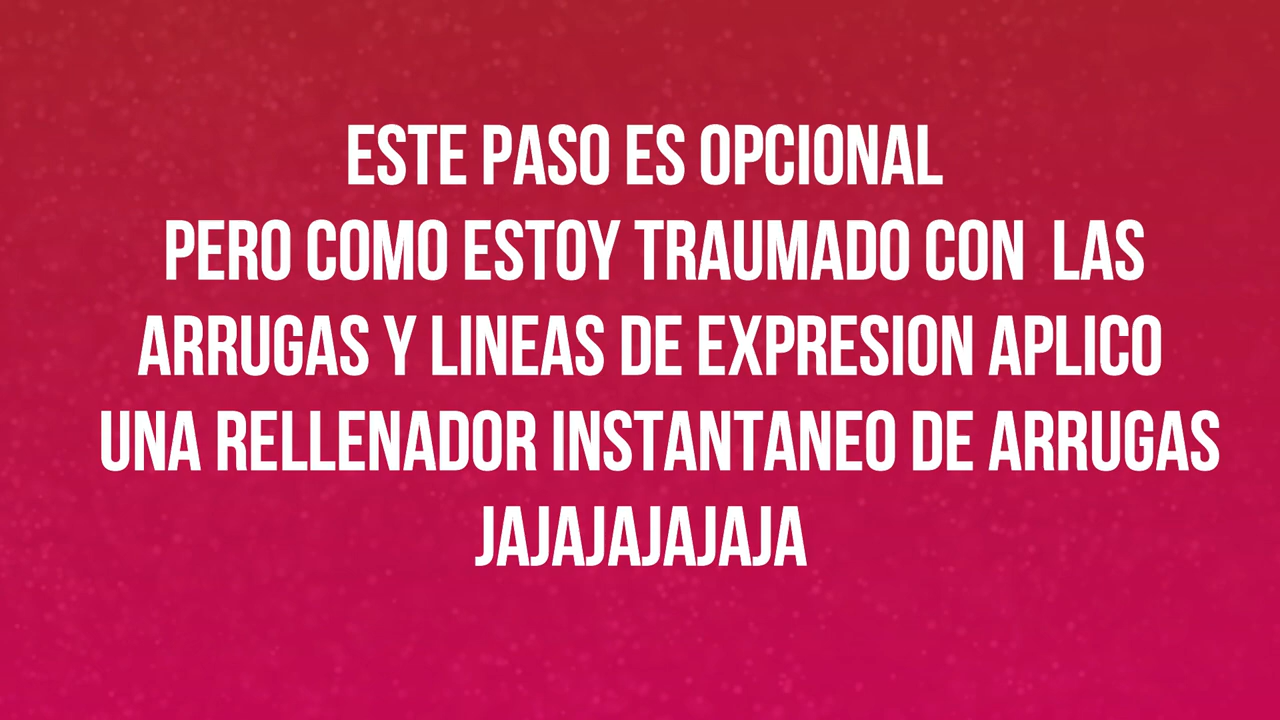 ESTE PASO ES OPCIONAL
PERO COMO ESTOY TRAUMADO CON LAS
ARRUGAS Y LINEAS DE EXPRESION APLICO
UNA RELLENADOR INSTANTANEO DE ARRUGAS
JAJAJAJAJAJA